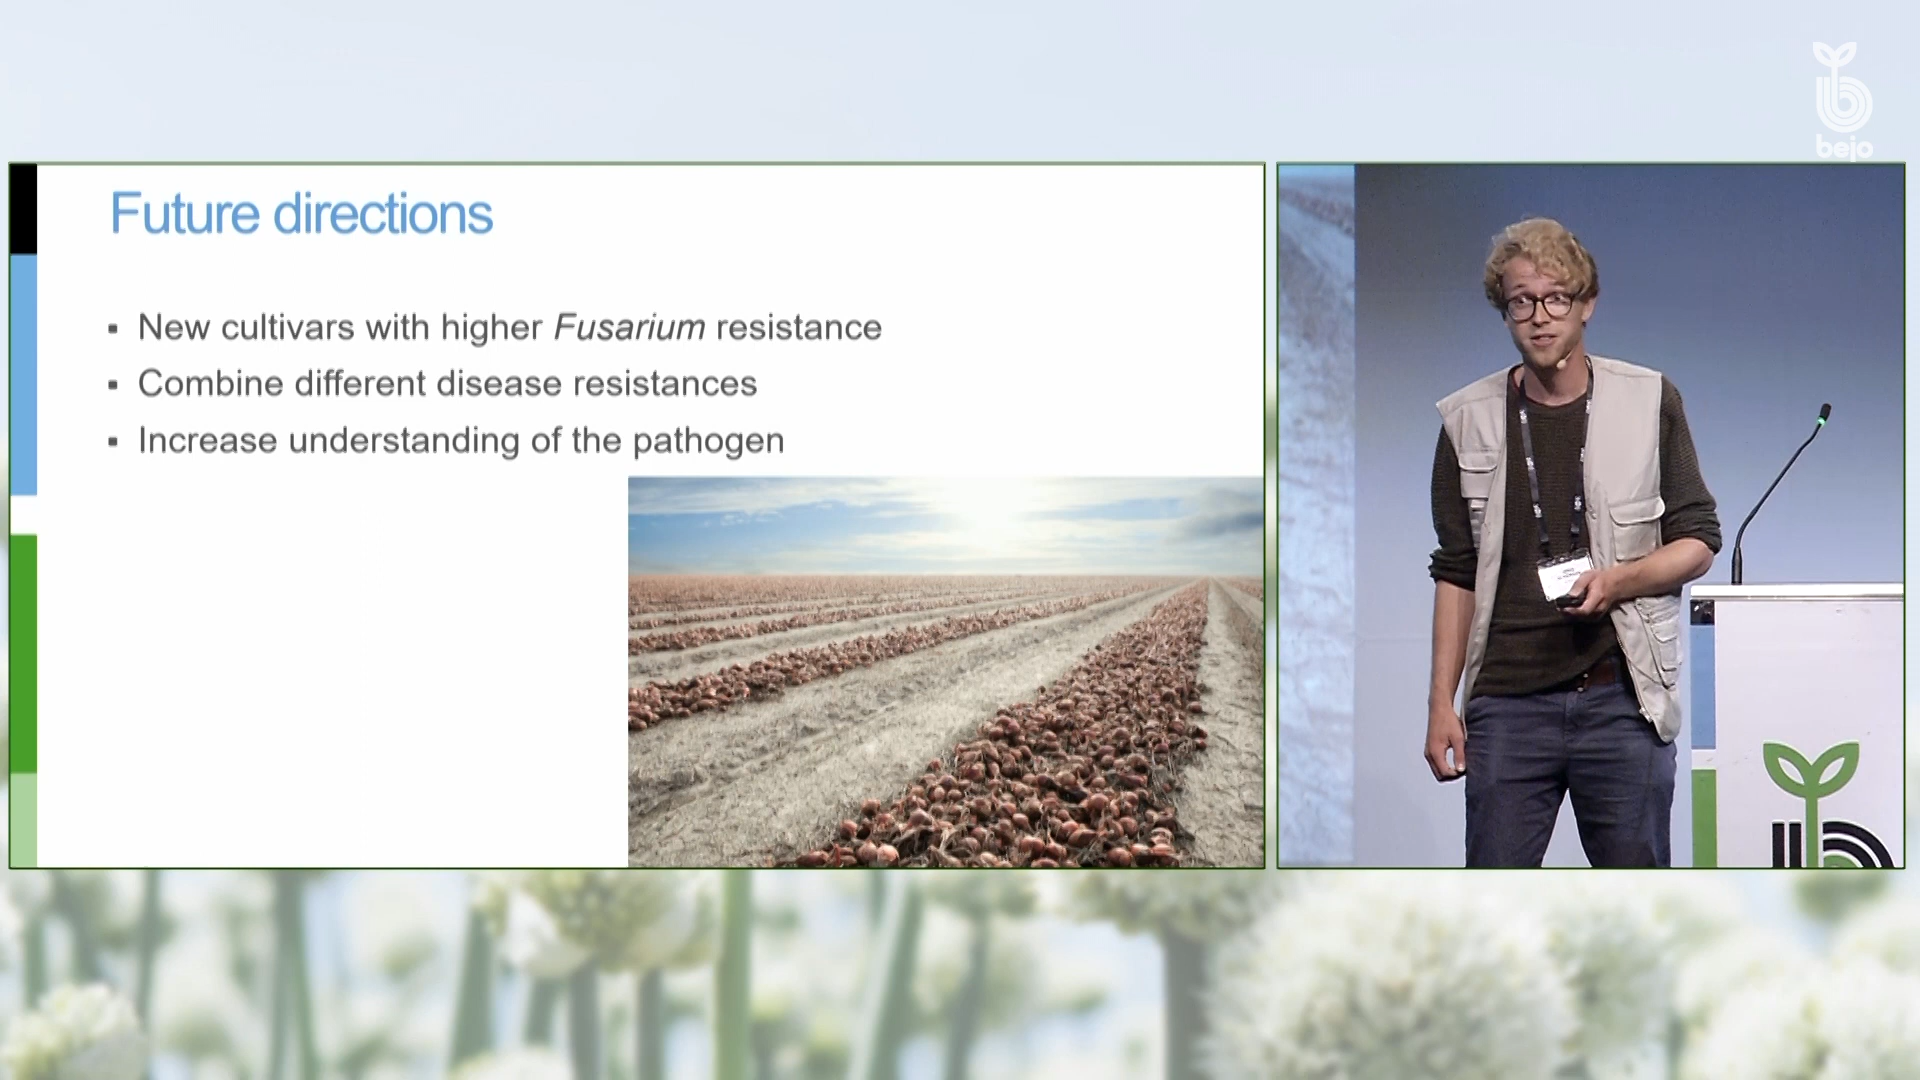 bejo
Future directions
▪ New cultivars with higher Fusarium resistance
▪ Combine different disease resistances
▪ Increase understanding of the pathogen